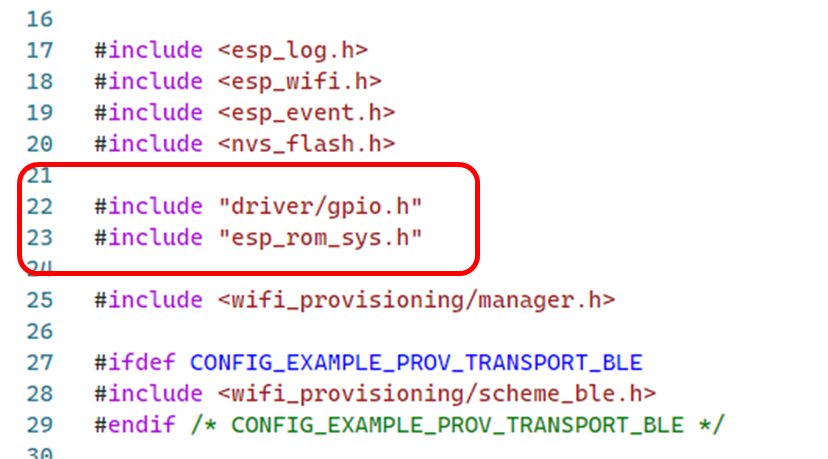 16
17 #include <esp_log.h>
18 #include <esp_wifi.h>
19 #include <esp_event.h>
20 #include <nvs_flash.h>
21
22 #include "driver/gpio.h"
23 #include "esp_rom_sys.h"
24
25 #include <wifi_provisioning/manager.h>
26
27 #ifdef CONFIG_EXAMPLE_PROV_TRANSPORT_BLE
28 #include <wifi_provisioning/scheme_ble.h>
29 #endif /* CONFIG_EXAMPLE_PROV_TRANSPORT_BLE */
30